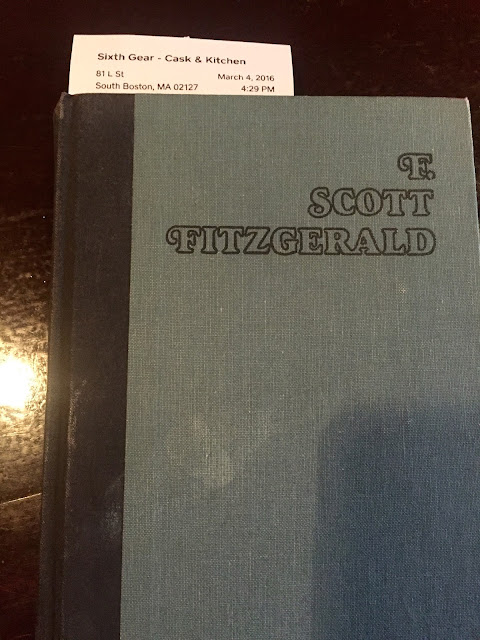 Sixth Gear - Cask & Kitchen
81 L St March 4, 2016
South Boston, MA 02127 4:29 PM
F.
SCOTT
FITZGERALD